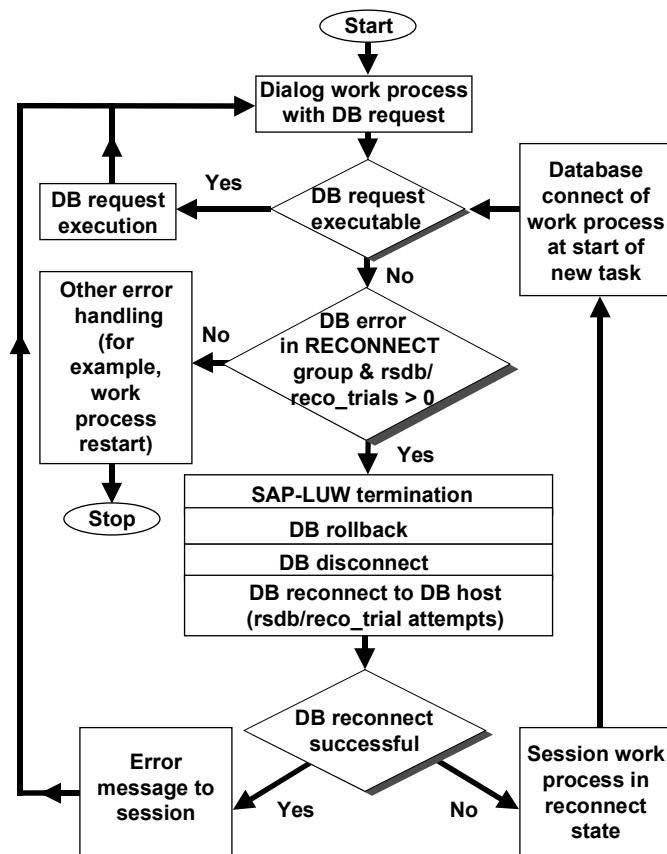 Start
Dialog work process
with DB request
Yes
DB request
execution
DB request
executable
Database
connect of
work process
at start of
new task
No
Other error
handling
(for
example,
work
process
restart)
No
DB error
in RECONNECT
group & rsdb/
reco_trials > 0
Stop
Yes
SAP-LUW termination
DB rollback
DB disconnect
DB reconnect to DB host
(rsdb/reco_trial attempts)
DB reconnect
successful
Error
message to
session
Yes
No
Session work
process in
reconnect
state